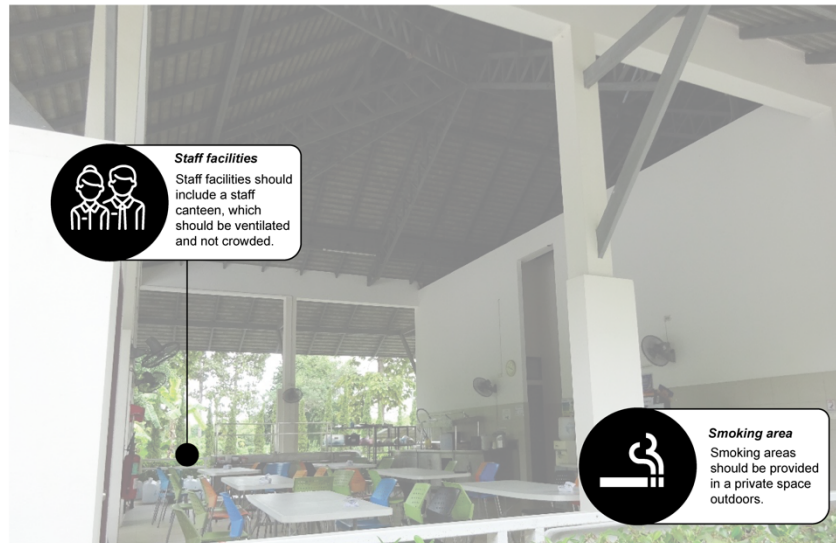 Staff facilities
Staff facilities should
include a staff
canteen, which
should be ventilated
and not crowded.
Smoking area
Smoking areas
should be provided
in a private space
outdoors.